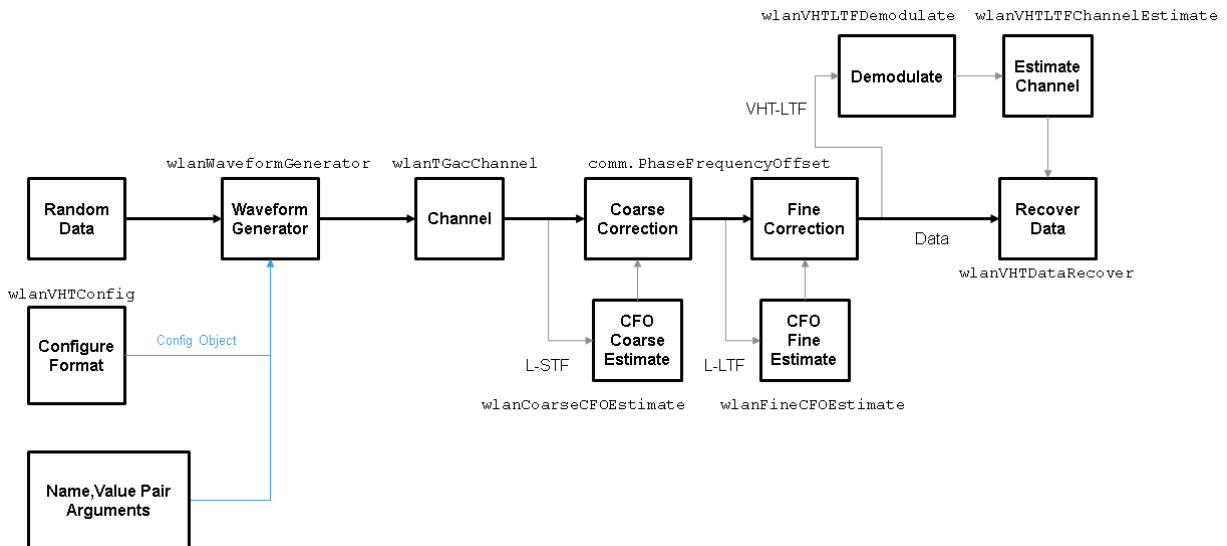 wlanVHTLTFDemodulate
wlanVHTLTFChannelEstimate
Demodulate
Estimate
Channel
VHT-LTF
wlanWaveformGenerator
wlanTGacChannel
comm.PhaseFrequencyOffset
Random
Data
Waveform
Generator
Channel
Coarse
Correction
Fine
Correction
Data
Recover
Data
wlanVHTDataRecover
wlanVHTConfig
Configure
Format
Config Object
CFO
Coarse
Estimate
L-STF
wlanCoarseCFOEstimate
CFO
Fine
Estimate
L-LTF
wlanFineCFOEstimate
Name,Value Pair
Arguments